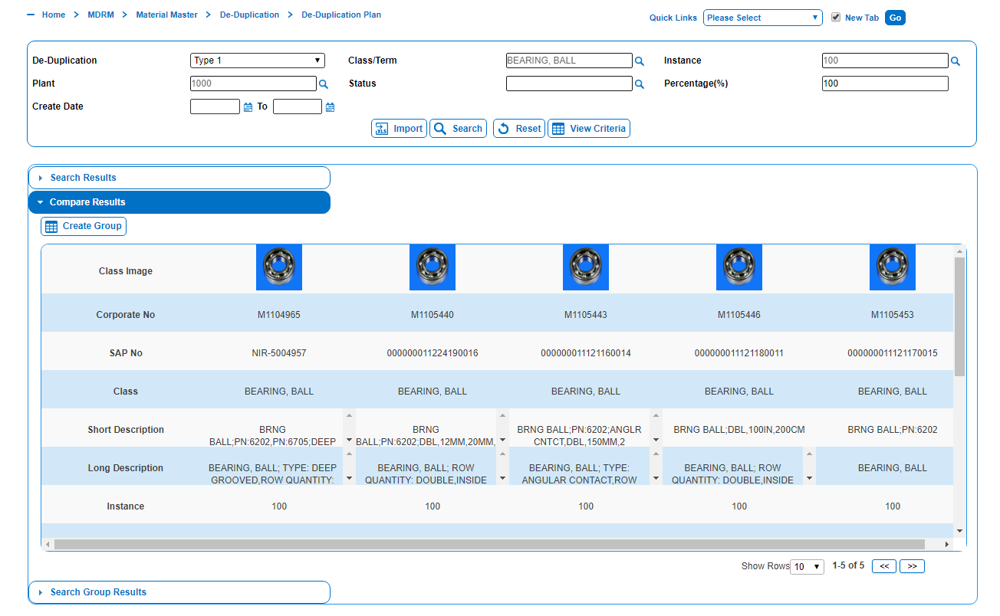 Home > MDRM > Material Master > De-Duplication > De-Duplication Plan
Quick Links Please Select New Tab Go
De-Duplication Type 1 Class/Term BEARING, BALL Instance 100
Plant 1000 Status Percentage(%) 100
Create Date To
Import Search Reset View Criteria
Search Results
Compare Results
Create Group
Class Image
Corporate No M1104965 M1105440 M1105443 M1105446 M1105453
SAP No NIR-5004957 000000011224190016 000000011121160014 000000011121180011 000000011121170015
Class BEARING, BALL BEARING, BALL BEARING, BALL BEARING, BALL BEARING, BALL
Short Description BRNG BRNG BRNG BALL;PN:6202;ANGLR BRNG BALL;DBL,100IN,200CM BRNG BALL;PN:6202
BALL;PN:6202,PN:6705;DEEP BALL;PN:6202;DBL,12MM,20MM, CNTCT,DBL,150MM,2
Long Description BEARING, BALL; TYPE: DEEP BEARING, BALL; ROW BEARING, BALL; TYPE: BEARING, BALL; ROW BEARING, BALL
GROOVED,ROW QUANTITY: QUANTITY: DOUBLE,INSIDE ANGULAR CONTACT,ROW QUANTITY: DOUBLE,INSIDE
Instance 100 100 100 100 100
Show Rows 10 1-5 of 5 << >>
Search Group Results